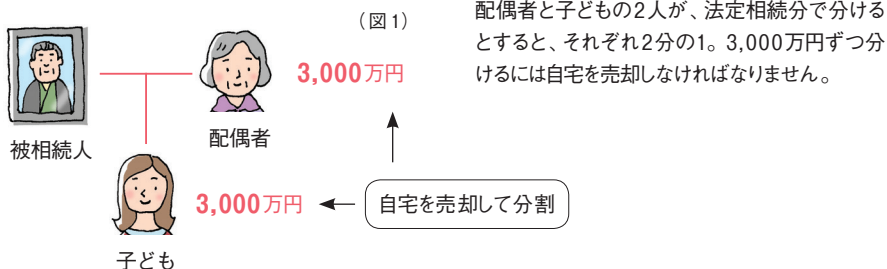 （図1）
配偶者と子どもの2人が、法定相続分で分ける
とすると、それぞれ2分の1。3,000万円ずつ分
けるには自宅を売却しなければなりません。
3,000万円
配偶者
被相続人
3,000万円
自宅を売却して分割
子ども